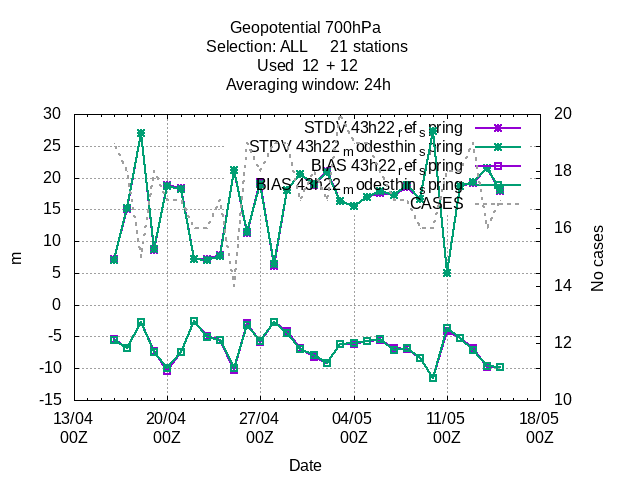 Geopotential 700hPa
Selection: ALL     21 stations
Used  12  + 12
Averaging window: 24h
STDV 43h22_ref_spring
STDV 43h22_modesthin_spring
BIAS 43h22_ref_spring
BIAS 43h22_modesthin_spring
CASES
30
25
20
15
10
5
0
-5
-10
-15
m
20
18
16
14
12
10
No cases
13/04 20/04 27/04 04/05 11/05 18/05
00Z 00Z 00Z 00Z 00Z 00Z
Date